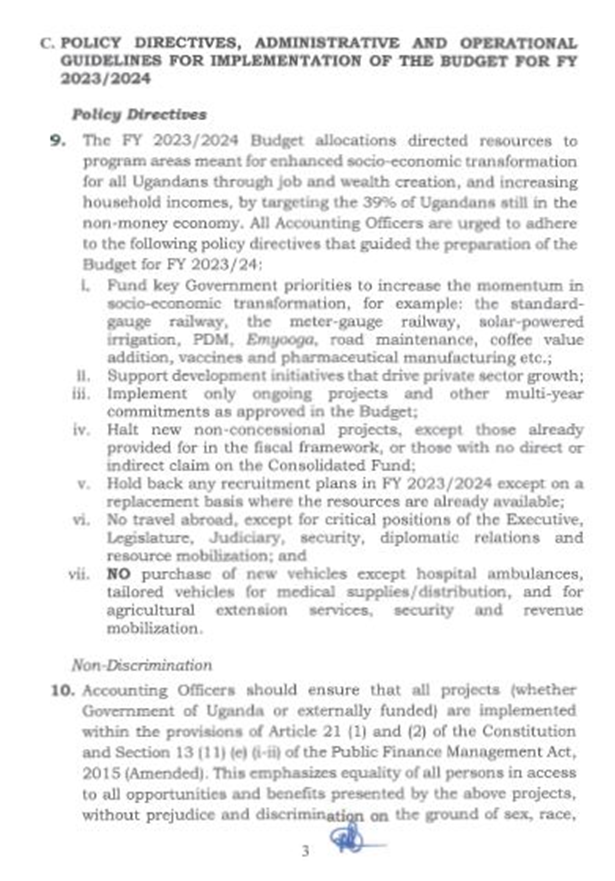 C. POLICY DIRECTIVES, ADMINISTRATIVE AND OPERATIONAL
GUIDELINES FOR IMPLEMENTATION OF THE BUDGET FOR FY
2023/2024
Policy Directives
9. The FY 2023/2024 Budget allocations directed resources to
program areas meant for enhanced socio-economic transformation
for all Ugandans through job and wealth creation, and increasing
household incomes, by targeting the 39% of Ugandans still in the
non-money economy. All Accounting Officers are urged to adhere
to the following policy directives that guided the preparation of the
Budget for FY 2023/24:
i. Fund key Government priorities to increase the momentum in
socio-economic transformation, for example: the standard-
gauge railway, the meter-gauge railway, solar-powered
irrigation, PDM, Emyooga, road maintenance, coffee value
addition, vaccines and pharmaceutical manufacturing etc.;
ii. Support development initiatives that drive private sector growth;
iii. Implement only ongoing projects and other multi-year
commitments as approved in the Budget;
iv. Halt new non-concessional projects, except those already
provided for in the fiscal framework, or those with no direct or
indirect claim on the Consolidated Fund;
v. Hold back any recruitment plans in FY 2023/2024 except on a
replacement basis where the resources are already available;
vi. No travel abroad, except for critical positions of the Executive,
Legislature, Judiciary, security, diplomatic relations and
resource mobilization; and
vii. NO purchase of new vehicles except hospital ambulances,
tailored vehicles for medical supplies/distribution, and for
agricultural extension services, security and revenue
mobilization.
Non-Discrimination
10. Accounting Officers should ensure that all projects (whether
Government of Uganda or externally funded) are implemented
within the provisions of Article 21 (1) and (2) of the Constitution
and Section 13 (11) (e) (i-ii) of the Public Finance Management Act,
2015 (Amended). This emphasizes equality of all persons in access
to all opportunities and benefits presented by the above projects,
without prejudice and discrimination on the ground of sex, race,
3